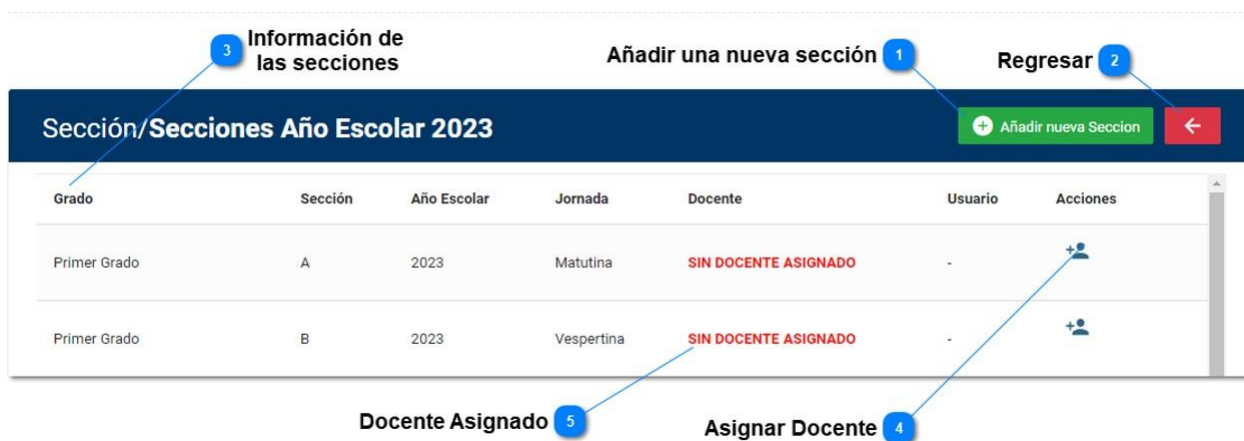 3 Información de
las secciones
Añadir una nueva sección 1
Regresar 2
Sección/Secciones Año Escolar 2023
Añadir nueva Seccion
Grado Sección Año Escolar Jornada Docente Usuario Acciones
Primer Grado A 2023 Matutina SIN DOCENTE ASIGNADO -
Primer Grado B 2023 Vespertina SIN DOCENTE ASIGNADO -
Docente Asignado 5
Asignar Docente 4